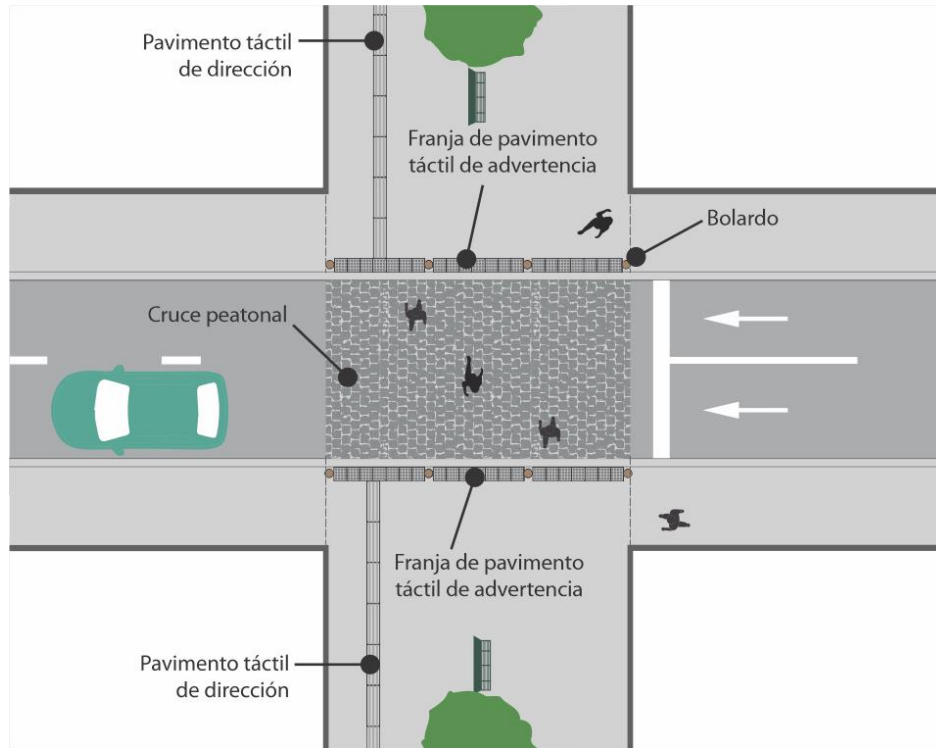 Pavimento táctil
de dirección
Franja de pavimento
táctil de advertencia
Bolardo
Cruce peatonal
Franja de pavimento
táctil de advertencia
Pavimento táctil
de dirección